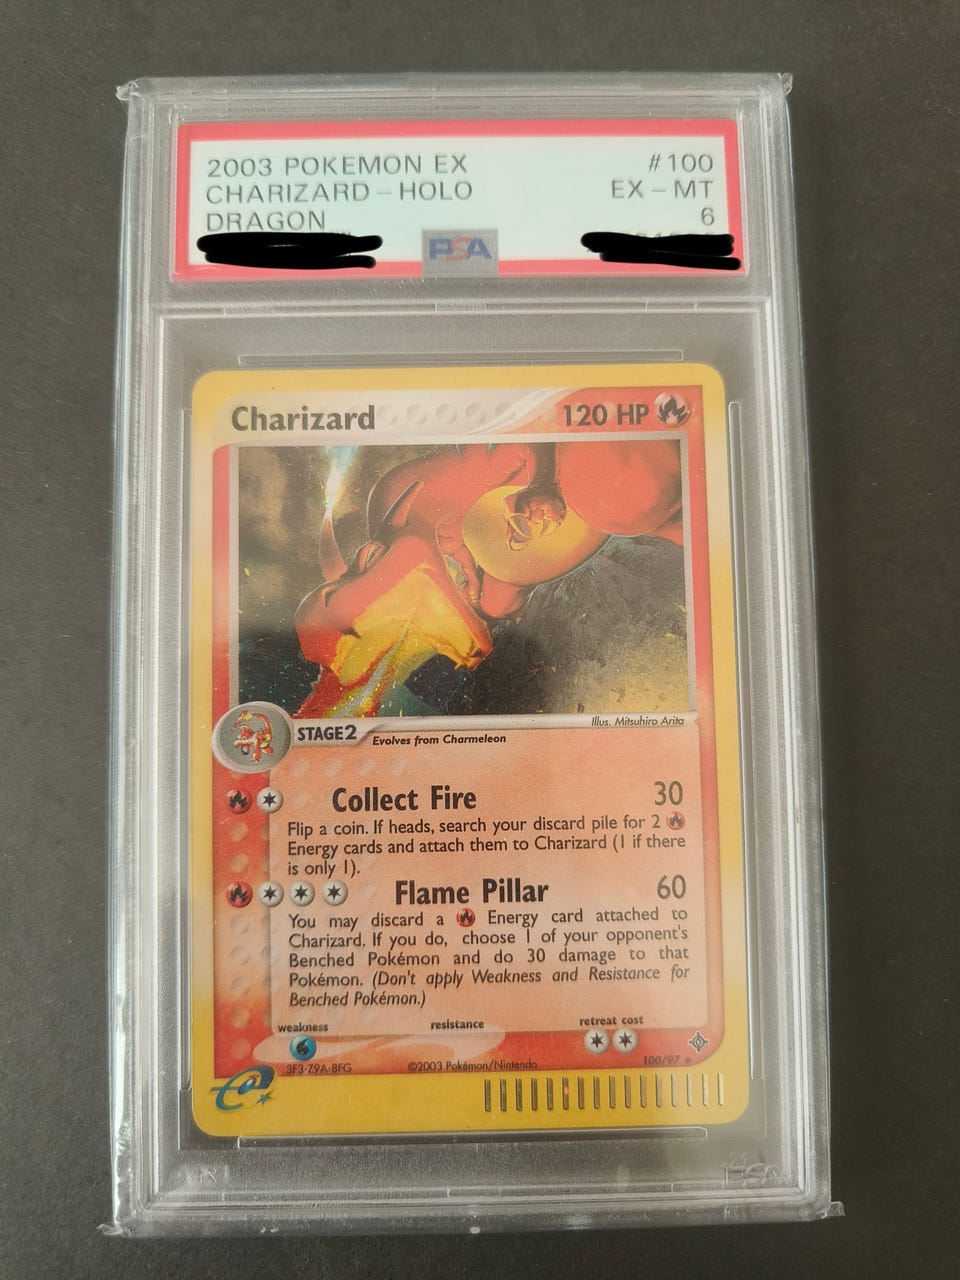 2003 POKEMON EX #100
CHARIZARD - HOLO EX - MT
DRAGON 6
PSA
Charizard 120 HP
Illus. Mitsuhiro Arita
STAGE2 Evolves from Charmeleon
Collect Fire 30
Flip a coin. If heads, search your discard pile for 2
Energy cards and attach them to Charizard (1 if there
is only 1).
Flame Pillar 60
You may discard a Energy card attached to
Charizard. If you do, choose 1 of your opponent's
Benched Pokémon and do 30 damage to that
Pokémon. (Don't apply Weakness and Resistance for
Benched Pokémon.)
weakness resistance retreat cost
3F3-Z9A-8FG ©2003 Pokémon/Nintendo 100/97
e
PSA